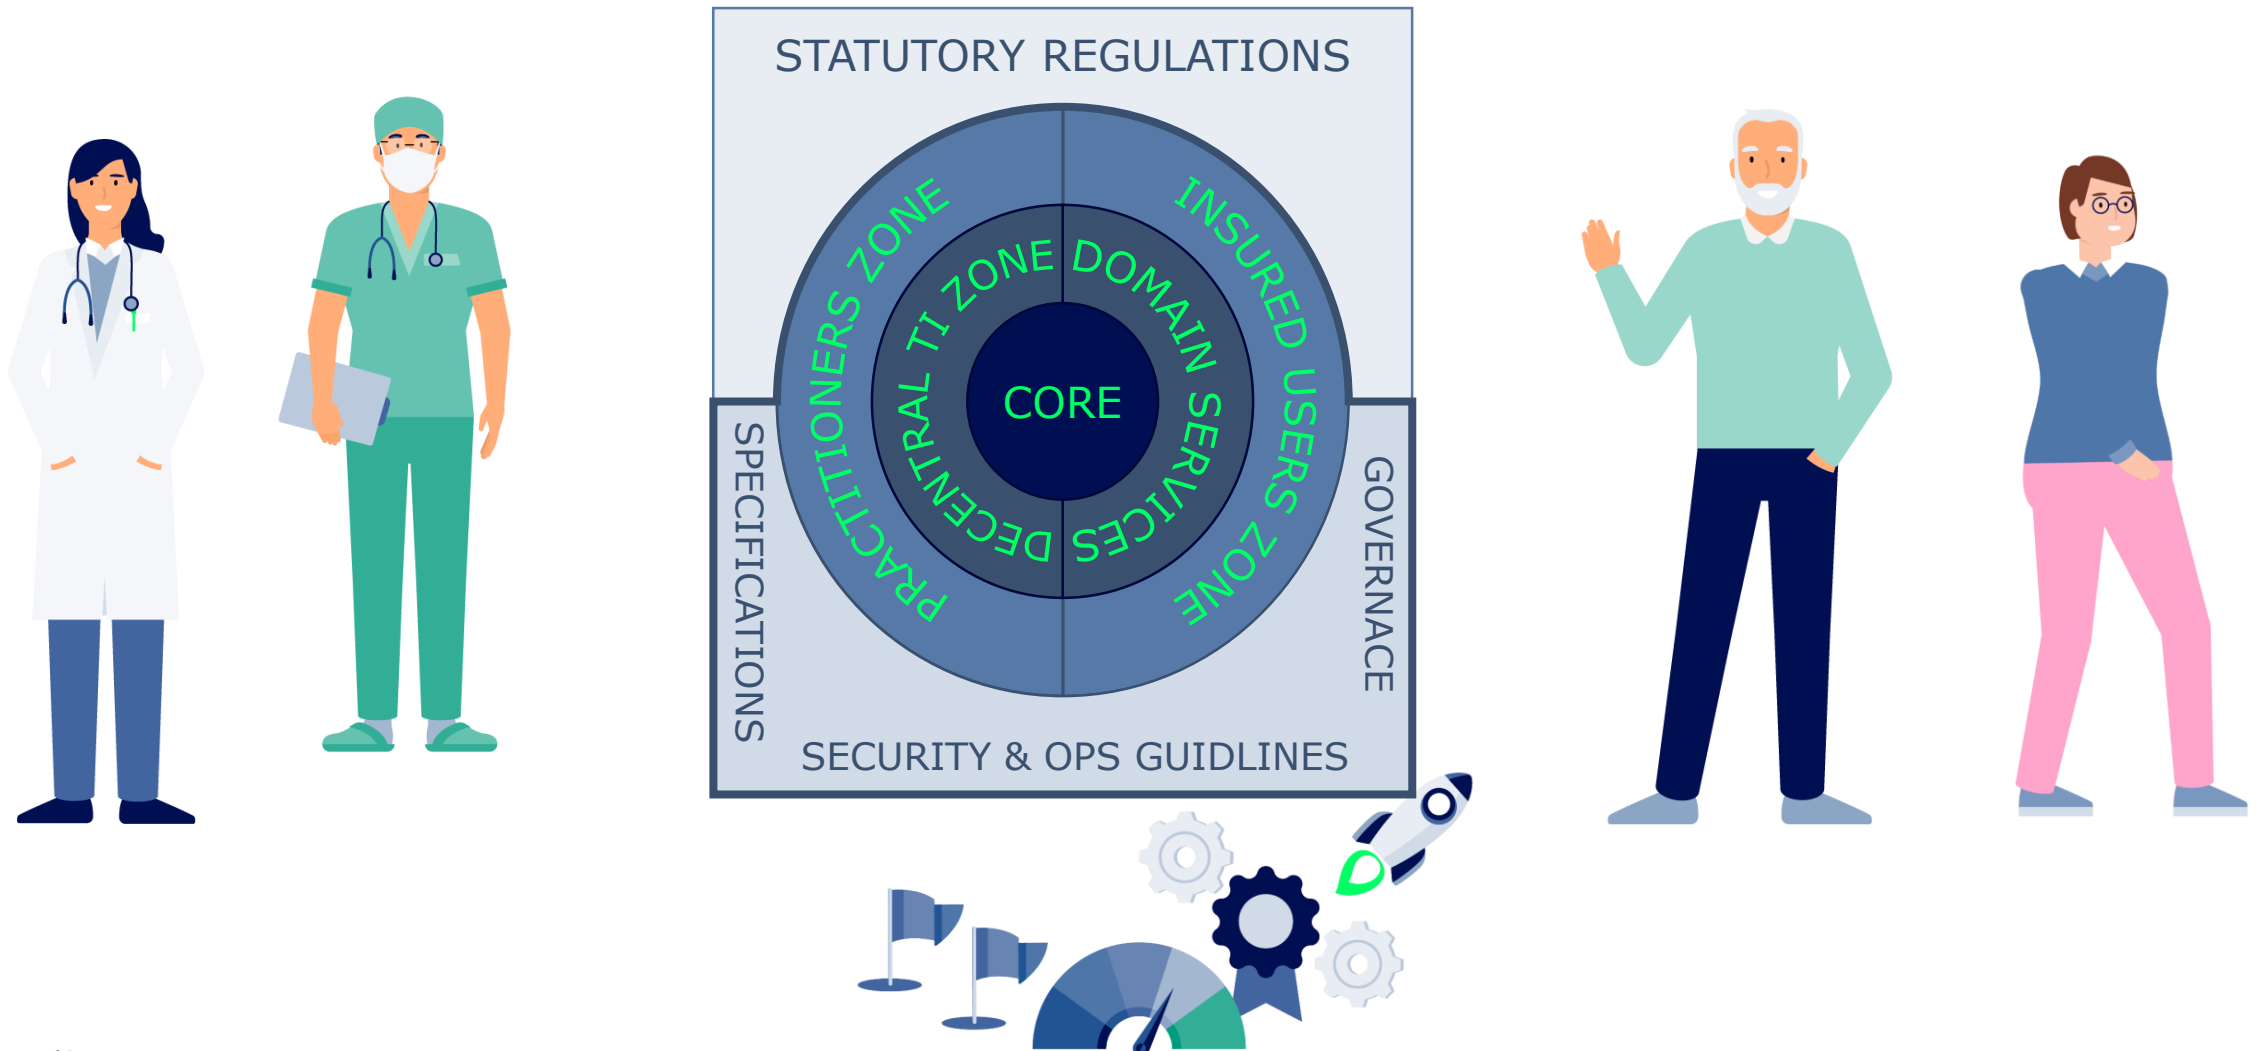 STATUTORY REGULATIONS
PRACTITIONERS ZONE
INSURED USERS ZONE
DECENTRAL TI ZONE
DOMAIN SERVICES
CORE
SPECIFICATIONS
GOVERNACE
SECURITY & OPS GUIDLINES